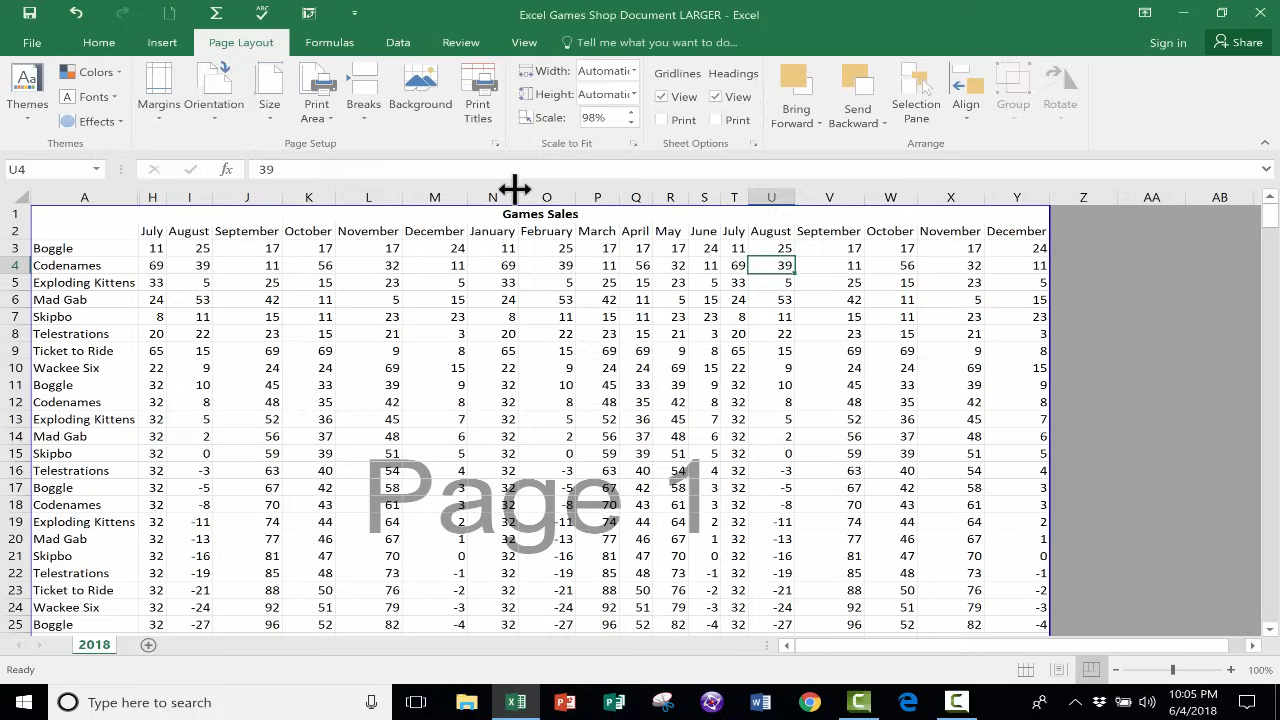 Excel Games Shop Document LARGER - Excel
File Home Insert Page Layout Formulas Data Review View Tell me what you want to do... Sign in Share
Themes Colors Fonts Effects Margins Orientation Size Print Area Breaks Background Print Titles Width: Automatic Height: Automatic Scale: 98% Gridlines View Print Headings View Print Bring Forward Send Backward Selection Pane Align Group Rotate
Themes Page Setup Scale to Fit Sheet Options Arrange
U4 fx 39
A H I J K L M N O P Q R S T U V W X Y Z AA AB
1 Games Sales
2 July August September October November December January February March April May June July August September October November December
3 Boggle 11 25 17 17 17 24 11 25 17 17 17 24 11 25 17 17 17 24
4 Codenames 69 39 11 56 32 11 69 39 11 56 32 11 69 39 11 56 32 11
5 Exploding Kittens 33 5 25 15 23 5 33 5 25 15 23 5 33 5 25 15 23 5
6 Mad Gab 24 53 42 11 5 15 24 53 42 11 5 15 24 53 42 11 5 15
7 Skipbo 8 11 15 11 23 23 8 11 15 11 23 23 8 11 15 11 23 23
8 Telestrations 20 22 23 15 21 3 20 22 23 15 21 3 20 22 23 15 21 3
9 Ticket to Ride 65 15 69 69 9 8 65 15 69 69 9 8 65 15 69 69 9 8
10 Wackee Six 22 9 24 24 69 15 22 9 24 24 69 15 22 9 24 24 69 15
11 Boggle 32 10 45 33 39 9 32 10 45 33 39 9 32 10 45 33 39 9
12 Codenames 32 8 48 35 42 8 32 8 48 35 42 8 32 8 48 35 42 8
13 Exploding Kittens 32 5 52 36 45 7 32 5 52 36 45 7 32 5 52 36 45 7
14 Mad Gab 32 2 56 37 48 6 32 2 56 37 48 6 32 2 56 37 48 6
15 Skipbo 32 0 59 39 51 5 32 0 59 39 51 5 32 0 59 39 51 5
16 Telestrations 32 -3 63 40 54 4 32 -3 63 40 54 4 32 -3 63 40 54 4
17 Boggle 32 -5 67 42 58 3 32 -5 67 42 58 3 32 -5 67 42 58 3
Page 1
18 Codenames 32 -8 70 43 61 3 32 -8 70 43 61 3 32 -8 70 43 61 3
19 Exploding Kittens 32 -11 74 44 64 2 32 -11 74 44 64 2 32 -11 74 44 64 2
20 Mad Gab 32 -13 77 46 67 1 32 -13 77 46 67 1 32 -13 77 46 67 1
21 Skipbo 32 -16 81 47 70 0 32 -16 81 47 70 0 32 -16 81 47 70 0
22 Telestrations 32 -19 85 48 73 -1 32 -19 85 48 73 -1 32 -19 85 48 73 -1
23 Ticket to Ride 32 -21 88 50 76 -2 32 -21 88 50 76 -2 32 -21 88 50 76 -2
24 Wackee Six 32 -24 92 51 79 -3 32 -24 92 51 79 -3 32 -24 92 51 79 -3
25 Boggle 32 -27 96 52 82 -4 32 -27 96 52 82 -4 32 -27 96 52 82 -4
2018
Ready 100%
Type here to search 10:05 PM
6/4/2018